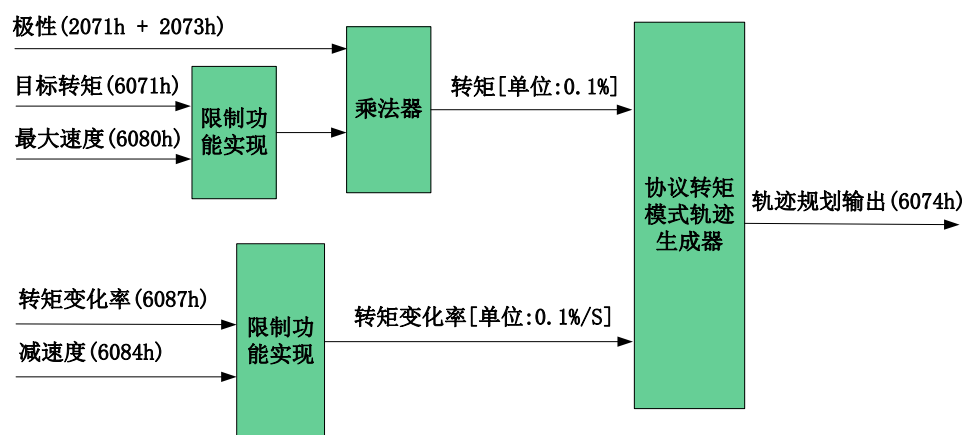 极性(2071h + 2073h)
目标转矩(6071h)
最大速度(6080h)
限制功
能实现
乘法器
转矩[单位:0.1%]
协议转矩
模式轨迹
生成器
轨迹规划输出(6074h)
转矩变化率(6087h)
减速度(6084h)
限制功
能实现
转矩变化率[单位:0.1%/S]